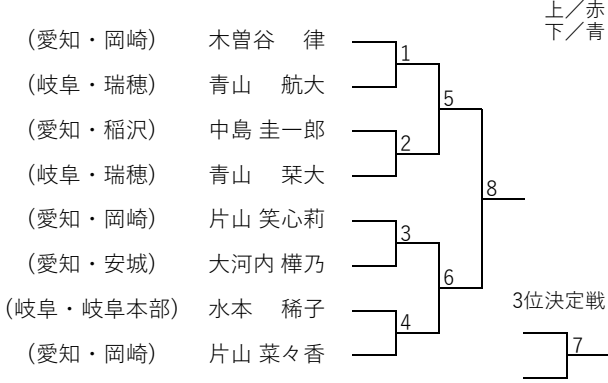 上／赤
下／青
(愛知・岡崎) 木曽谷　律
(岐阜・瑞穂) 青山　航大
(愛知・稲沢) 中島 圭一郎
(岐阜・瑞穂) 青山　栞大
(愛知・岡崎) 片山 笑心莉
(愛知・安城) 大河内 樺乃
(岐阜・岐阜本部) 水本　稀子
(愛知・岡崎) 片山 菜々香
1
2
3
4
5
6
8
3位決定戦
7